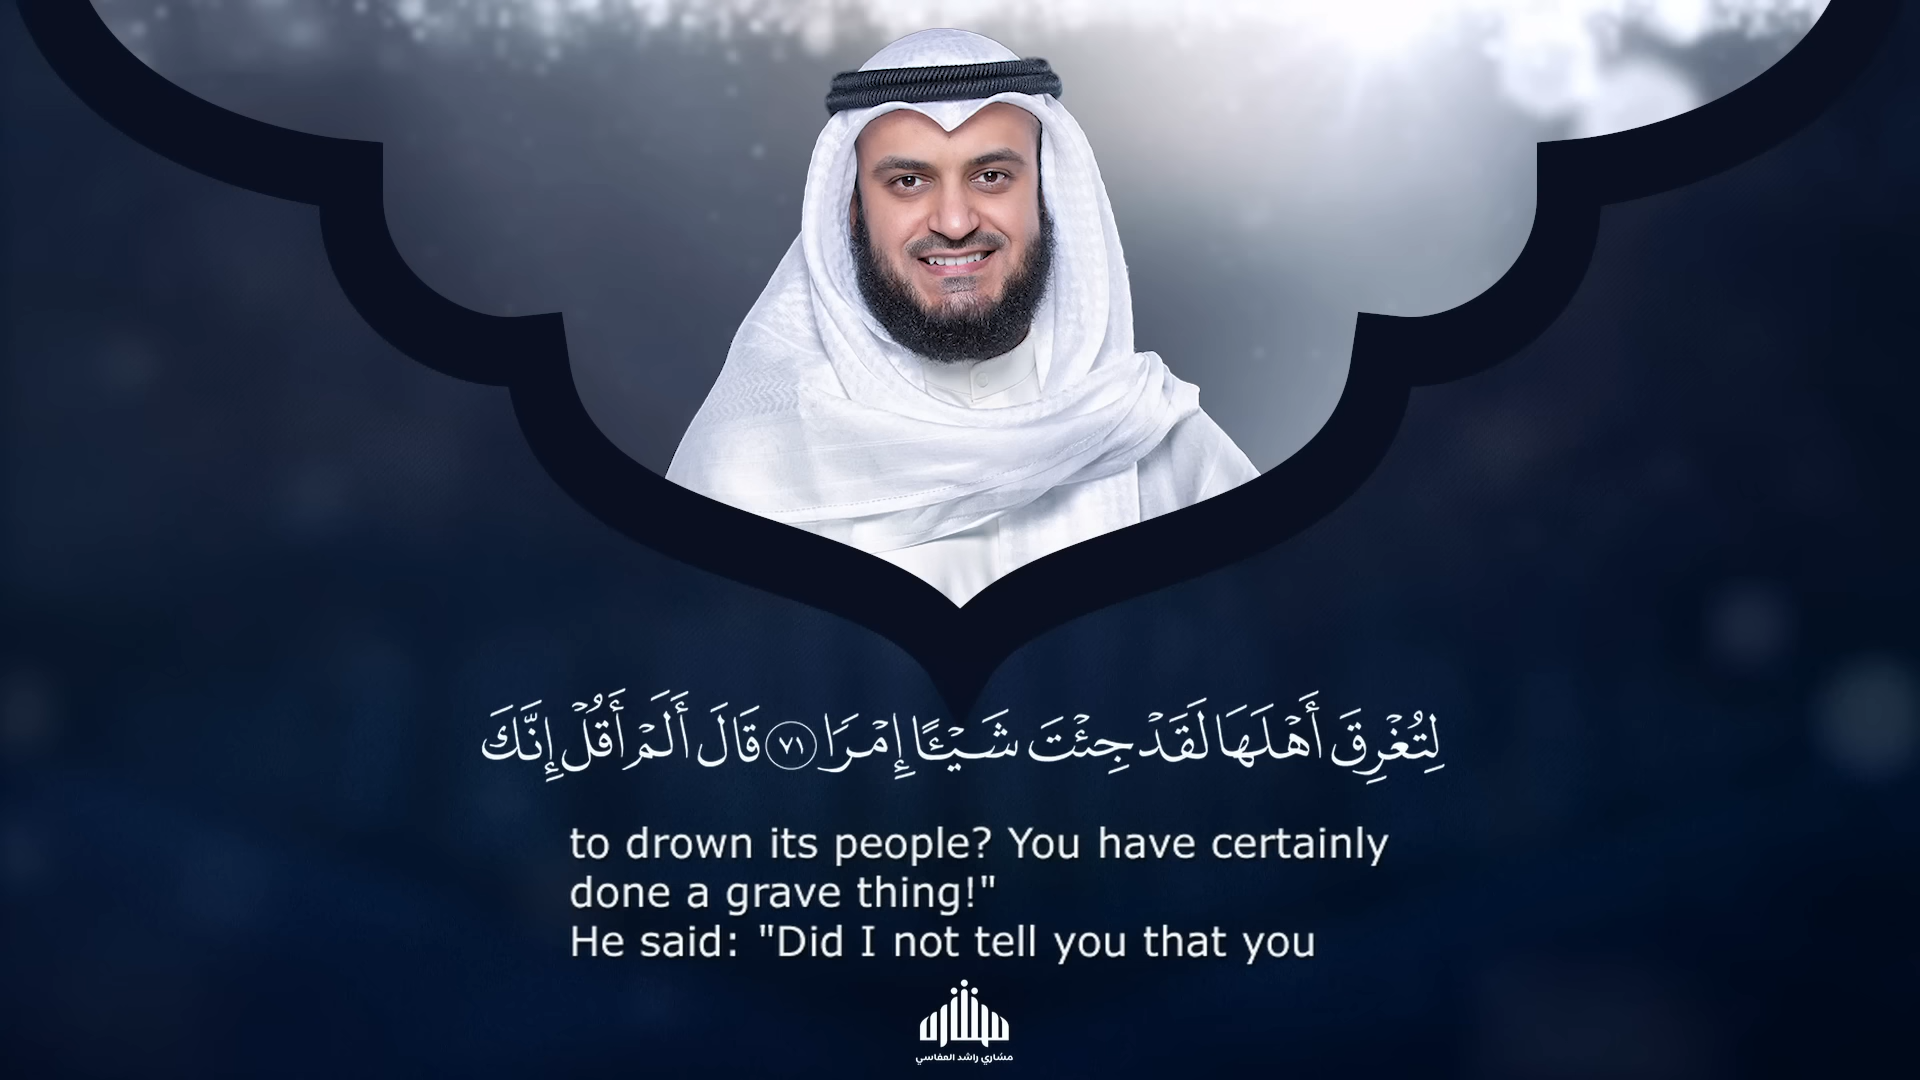 لِتُغْرِقَ أَهْلَهَا لَقَدْ جِئْتَ شَيْـًٔا إِمْرًا ٧١ قَالَ أَلَمْ أَقُلْ إِنَّكَ
to drown its people? You have certainly
done a grave thing!"
He said: "Did I not tell you that you
مشاري راشد العفاسي